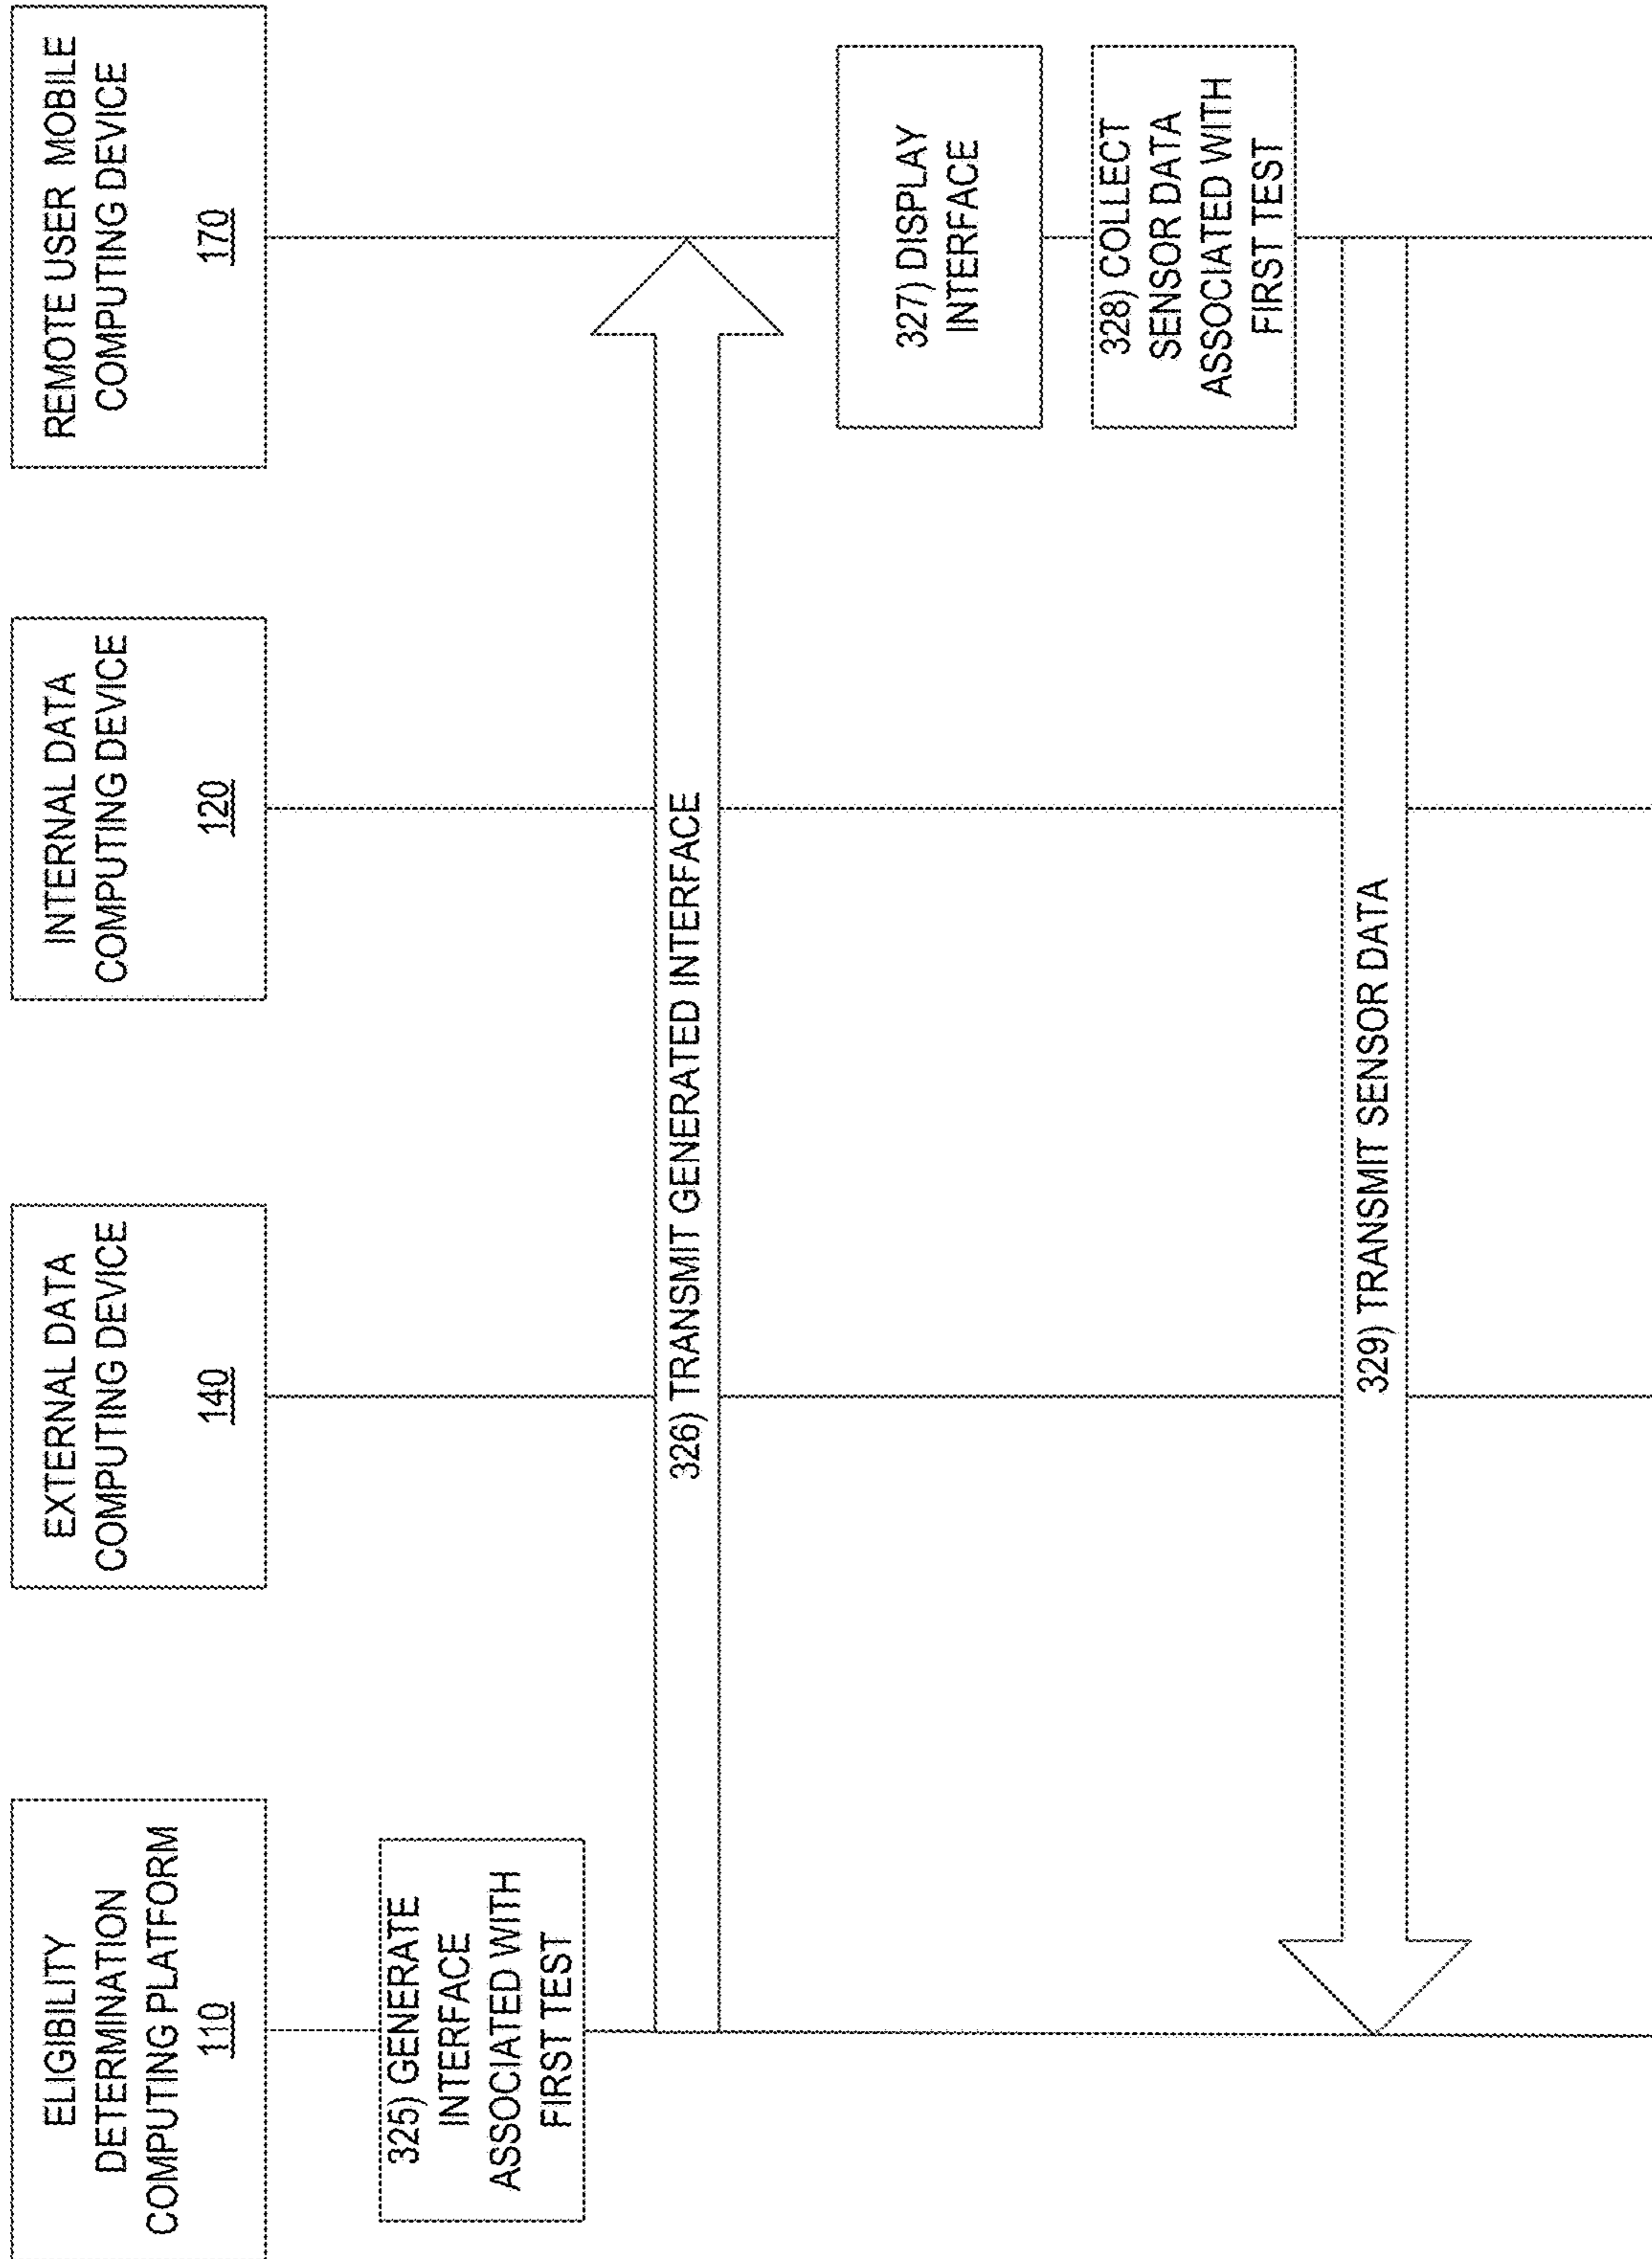 ELIGIBILITY
DETERMINATION
COMPUTING PLATFORM
110
EXTERNAL DATA
COMPUTING DEVICE
140
INTERNAL DATA
COMPUTING DEVICE
120
REMOTE USER MOBILE
COMPUTING DEVICE
170
325) GENERATE
INTERFACE
ASSOCIATED WITH
FIRST TEST
326) TRANSMIT GENERATED INTERFACE
327) DISPLAY
INTERFACE
328) COLLECT
SENSOR DATA
ASSOCIATED WITH
FIRST TEST
329) TRANSMIT SENSOR DATA